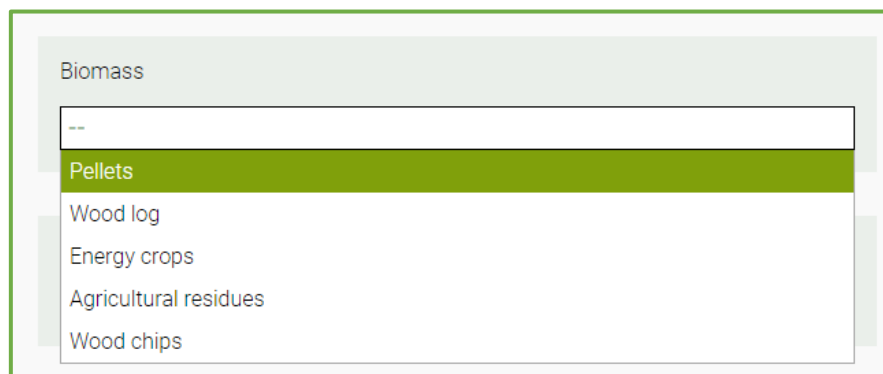 Biomass
--
Pellets
Wood log
Energy crops
Agricultural residues
Wood chips